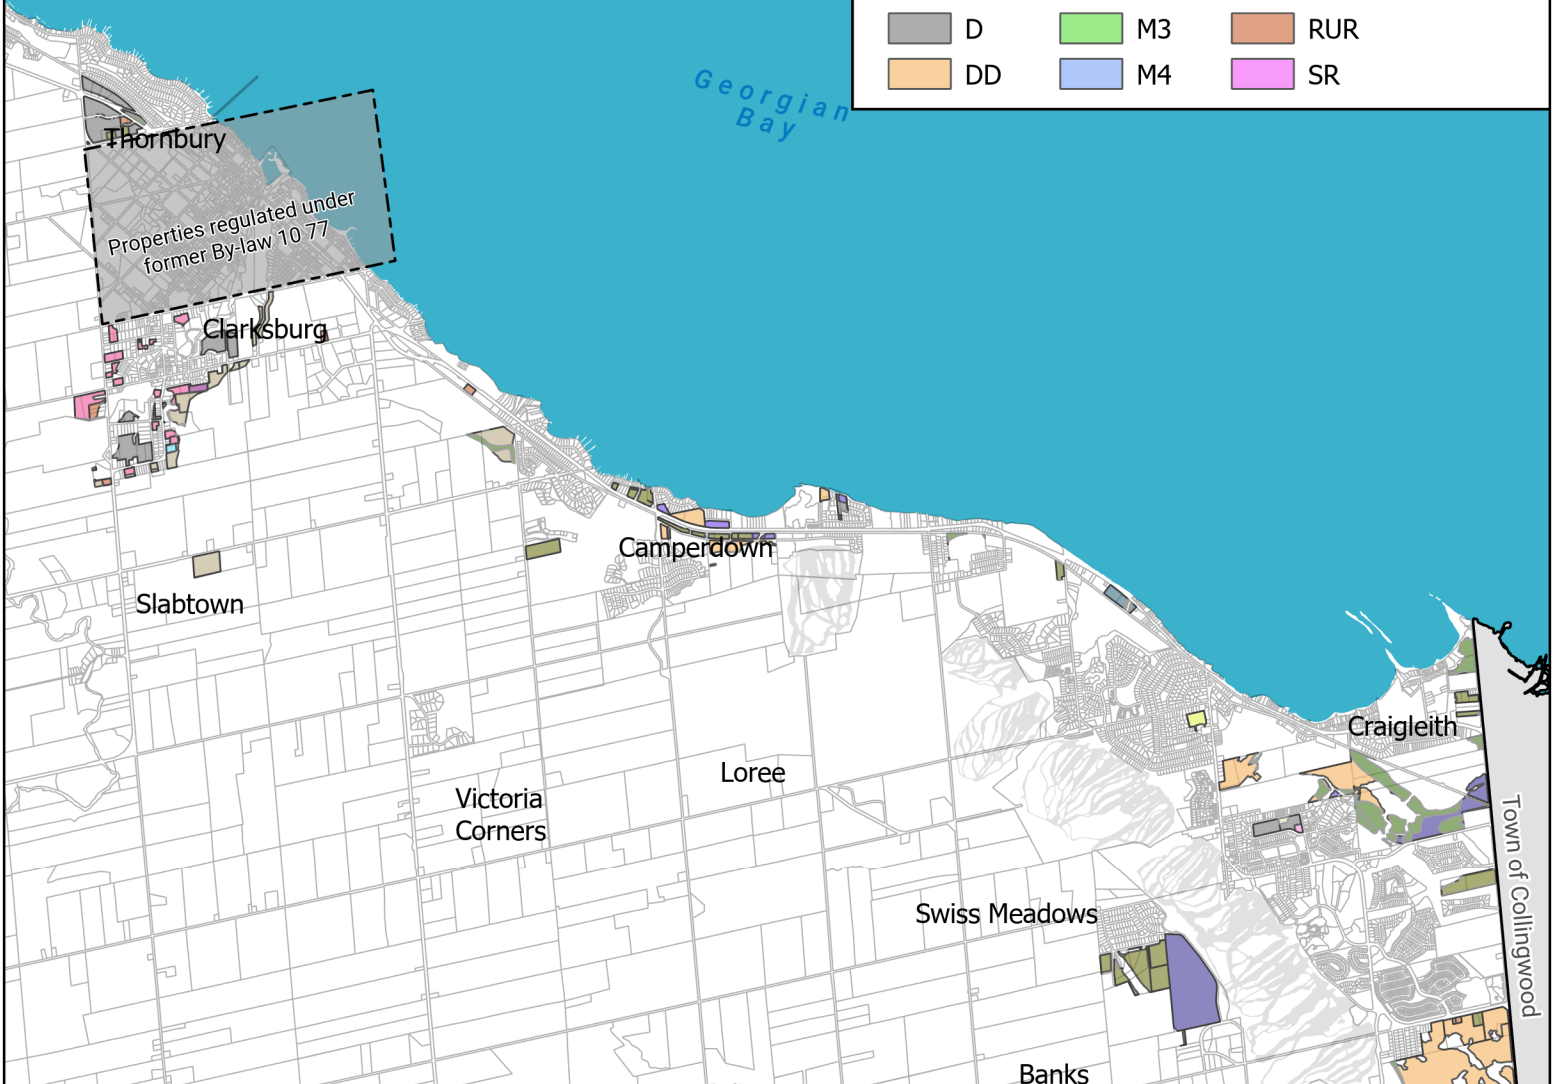 D
M3
RUR
DD
M4
SR
Georgian
Bay
Thornbury
Properties regulated under
former By-law 10 77
Clarksburg
Camperdown
Slabtown
Craigleith
Loree
Victoria
Corners
Town of Collingwood
Swiss Meadows
Banks